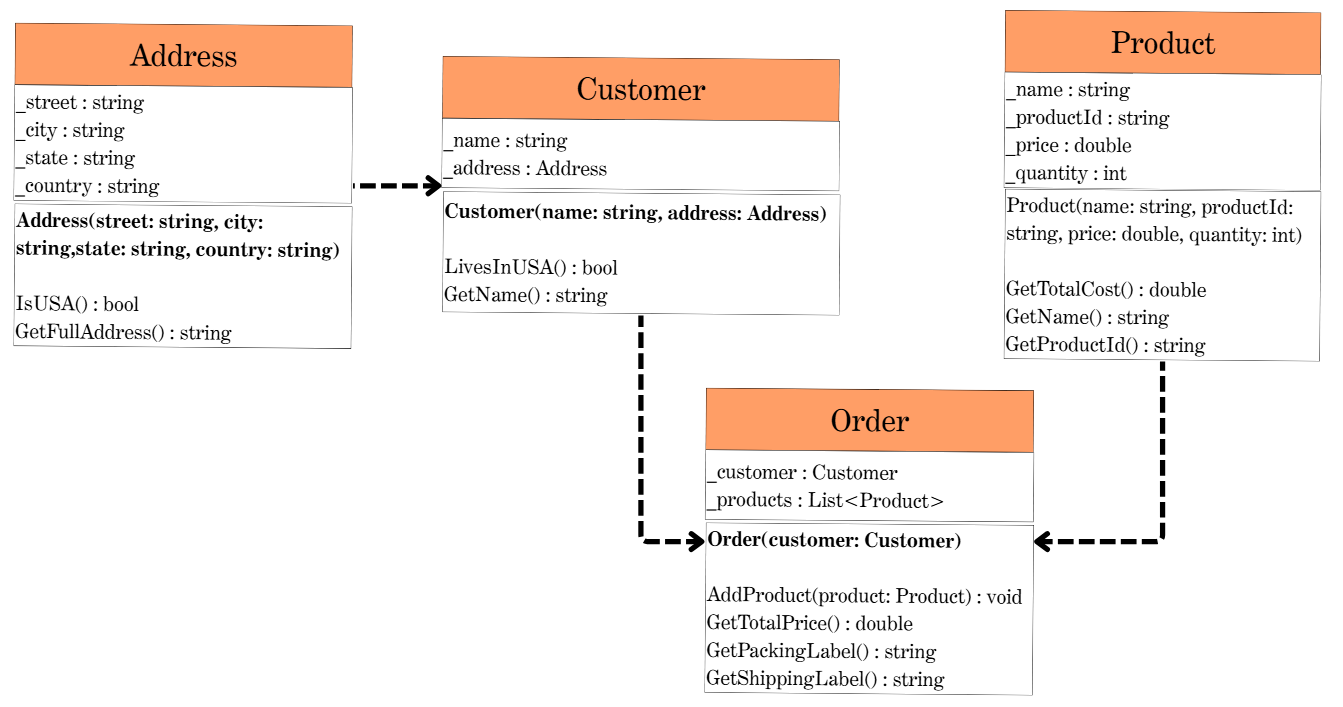 Address
_street : string
_city : string
_state : string
_country : string
Address(street: string, city:
string,state: string, country: string)
IsUSA() : bool
GetFullAddress() : string
Customer
_name : string
_address : Address
Customer(name: string, address: Address)
LivesInUSA() : bool
GetName() : string
Product
_name : string
_productId : string
_price : double
_quantity : int
Product(name: string, productId:
string, price: double, quantity: int)
GetTotalCost() : double
GetName() : string
GetProductId() : string
Order
_customer : Customer
_products : List<Product>
Order(customer: Customer)
AddProduct(product: Product) : void
GetTotalPrice() : double
GetPackingLabel() : string
GetShippingLabel() : string